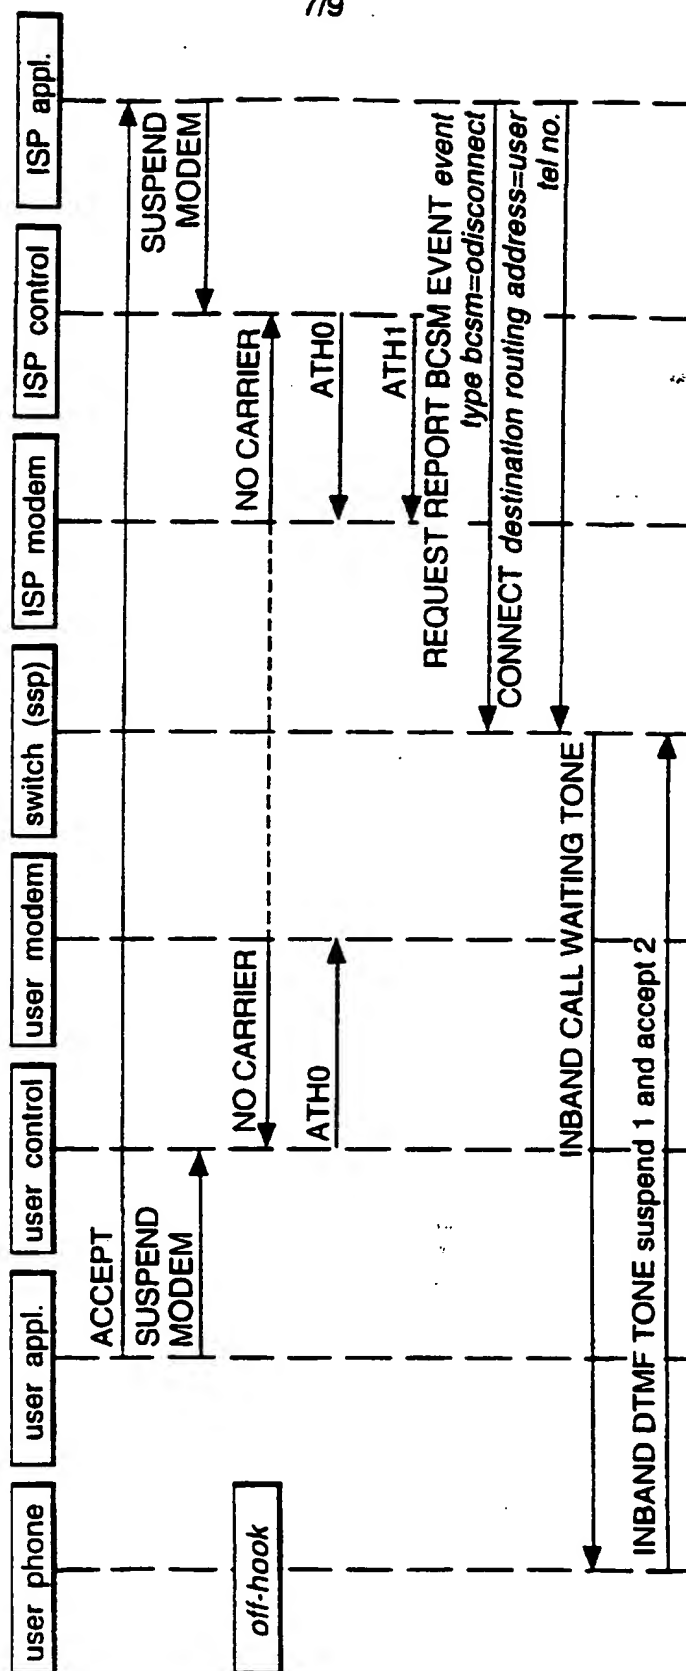 7/9
user phone
user appl.
user control
user modem
switch (ssp)
ISP modem
ISP control
ISP appl.
ACCEPT
SUSPEND
MODEM
SUSPEND
MODEM
off-hook
NO CARRIER
NO CARRIER
ATH0
ATH0
ATH1
REQUEST REPORT BCSM EVENT event
type bcsm=odisconnect
CONNECT destination routing address=user
tel no.
INBAND CALL WAITING TONE
INBAND DTMF TONE suspend 1 and accept 2